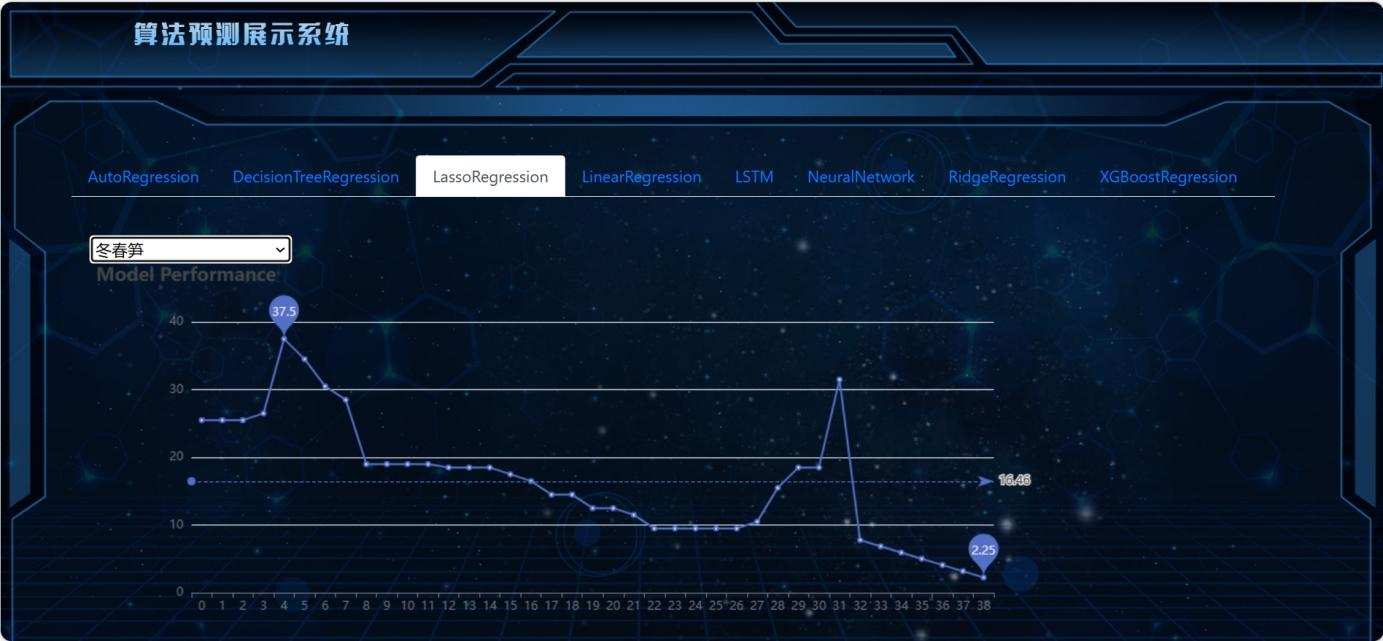 算法预测展示系统
AutoRegression DecisionTreeRegression LassoRegression LinearRegression LSTM NeuralNetwork RidgeRegression XGBoostRegression
冬春笋
Model Performance
37.5
40
30
20
16.46
10
2.25
0
0 1 2 3 4 5 6 7 8 9 10 11 12 13 14 15 16 17 18 19 20 21 22 23 24 25 26 27 28 29 30 31 32 33 34 35 36 37 38